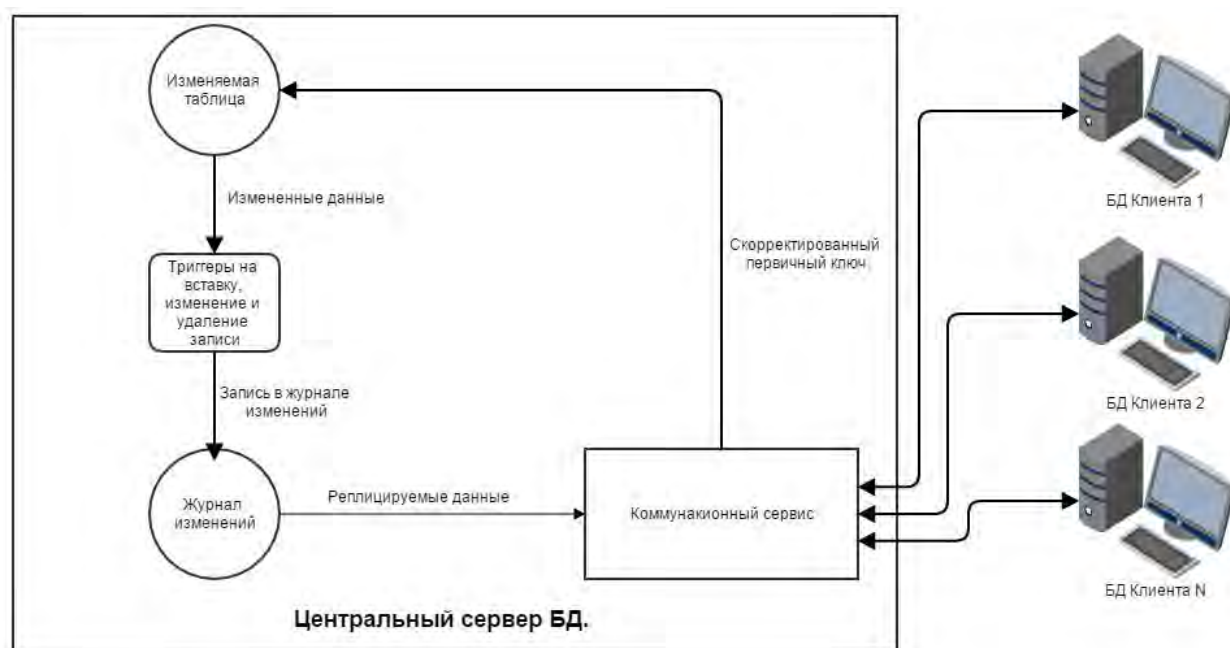 Изменяемая
таблица
Измененные данные
Триггеры на
вставку,
изменение и
удаление
записи
Запись в журнале
изменений
Журнал
изменений
Реплицируемые данные
Коммунакионный сервис
Скорректированный
первичный ключ
БД Клиента 1
БД Клиента 2
БД Клиента N
Центральный сервер БД.